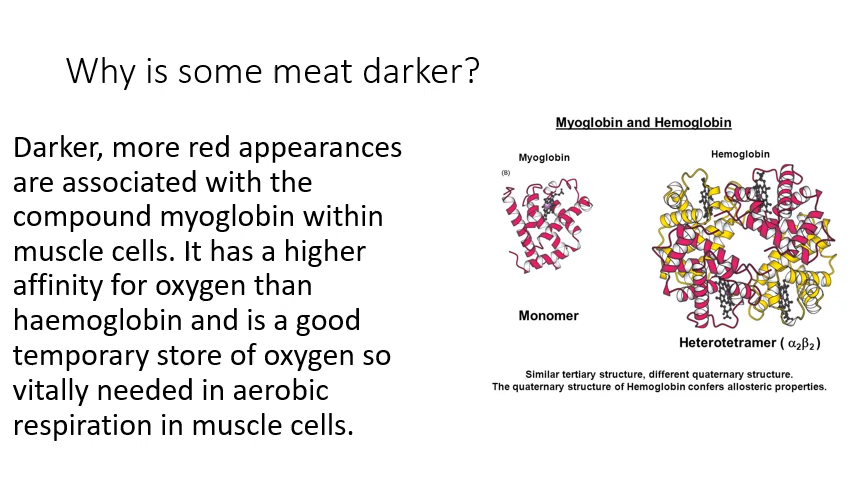 Why is some meat darker?
Darker, more red appearances
are associated with the
compound myoglobin within
muscle cells. It has a higher
affinity for oxygen than
haemoglobin and is a good
temporary store of oxygen so
vitally needed in aerobic
respiration in muscle cells.
Myoglobin and Hemoglobin
Myoglobin
Hemoglobin
(B)
Monomer
Heterotetramer ( α₂β₂ )
Similar tertiary structure, different quaternary structure.
The quaternary structure of Hemoglobin confers allosteric properties.